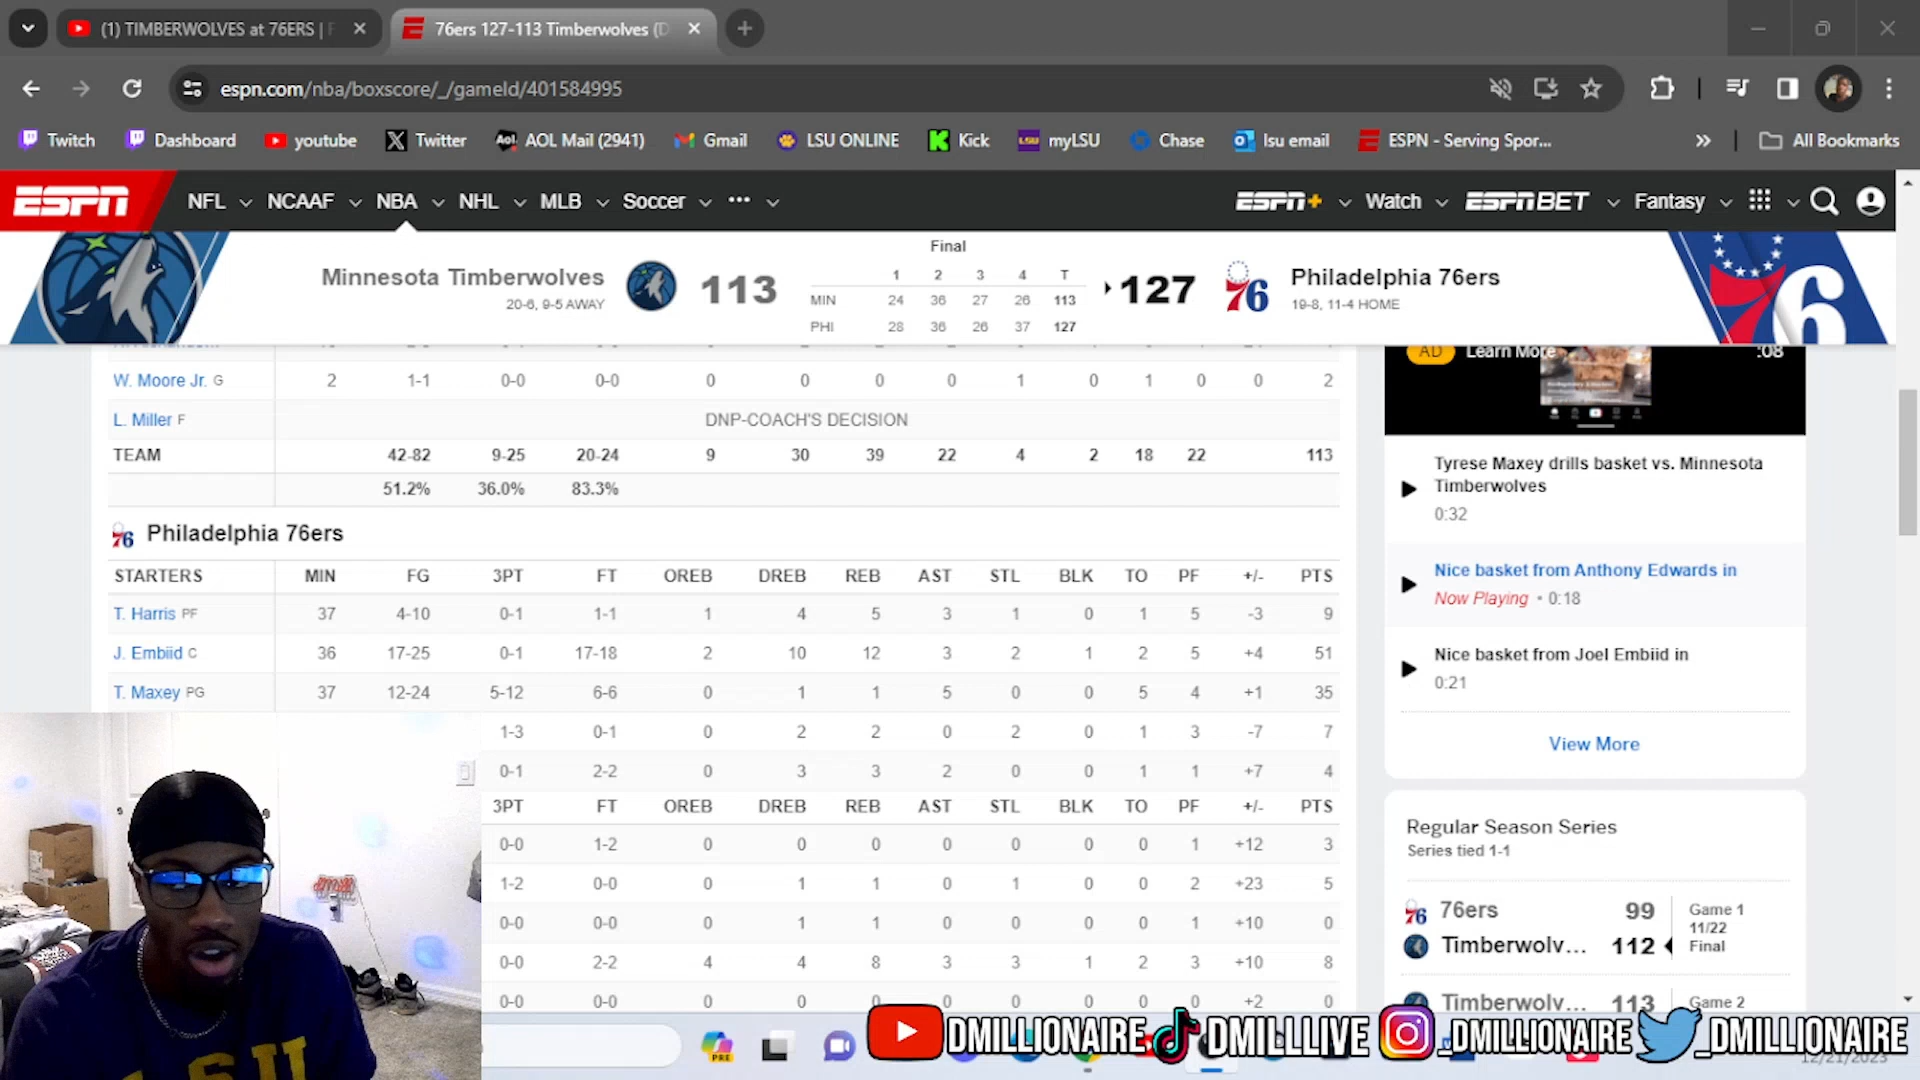 (1) TIMBERWOLVES at 76ERS |
76ers 127-113 Timberwolves (D
espn.com/nba/boxscore/_/gameId/401584995
Twitch Dashboard youtube Twitter AOL Mail (2941) Gmail LSU ONLINE Kick myLSU Chase lsu email ESPN - Serving Spor... » All Bookmarks
ESPN NFL NCAAF NBA NHL MLB Soccer ••• ESPN+ Watch ESPN BET Fantasy
Final
Minnesota Timberwolves 113 1 2 3 4 T 127 76 Philadelphia 76ers
20-6, 9-5 AWAY MIN 24 36 27 26 113 19-8, 11-4 HOME
PHI 28 36 26 37 127
W. Moore Jr. G 2 1-1 0-0 0-0 0 0 0 0 1 0 1 0 0 2
L. Miller F DNP-COACH'S DECISION
TEAM 42-82 9-25 20-24 9 30 39 22 4 2 18 22 113
51.2% 36.0% 83.3%
76 Philadelphia 76ers
STARTERS MIN FG 3PT FT OREB DREB REB AST STL BLK TO PF +/- PTS
T. Harris PF 37 4-10 0-1 1-1 1 4 5 3 1 0 1 5 -3 9
J. Embiid C 36 17-25 0-1 17-18 2 10 12 3 2 1 2 5 +4 51
T. Maxey PG 37 12-24 5-12 6-6 0 1 1 5 0 0 5 4 +1 35
1-3 0-1 0 2 2 0 2 0 1 3 -7 7
0-1 2-2 0 3 3 2 0 0 1 1 +7 4
3PT FT OREB DREB REB AST STL BLK TO PF +/- PTS
0-0 1-2 0 0 0 0 0 0 0 1 +12 3
1-2 0-0 0 1 1 0 1 0 0 2 +23 5
0-0 0-0 0 1 1 0 0 0 0 1 +10 0
0-0 2-2 4 4 8 3 3 1 2 3 +10 8
0-0 0-0 0 0 0 0 0 0 0 0 +2 0
AD Learn More :08
Tyrese Maxey drills basket vs. Minnesota
Timberwolves
0:32
Nice basket from Anthony Edwards in
Now Playing • 0:18
Nice basket from Joel Embiid in
0:21
View More
Regular Season Series
Series tied 1-1
76 76ers 99 Game 1
11/22
Timberwolv... 112 Final
Timberwolv... 113 Game 2
PRE
DMILLIONAIRE DMILLLIVE _DMILLIONAIRE _DMILLIONAIRE
12/21/2023
LSU